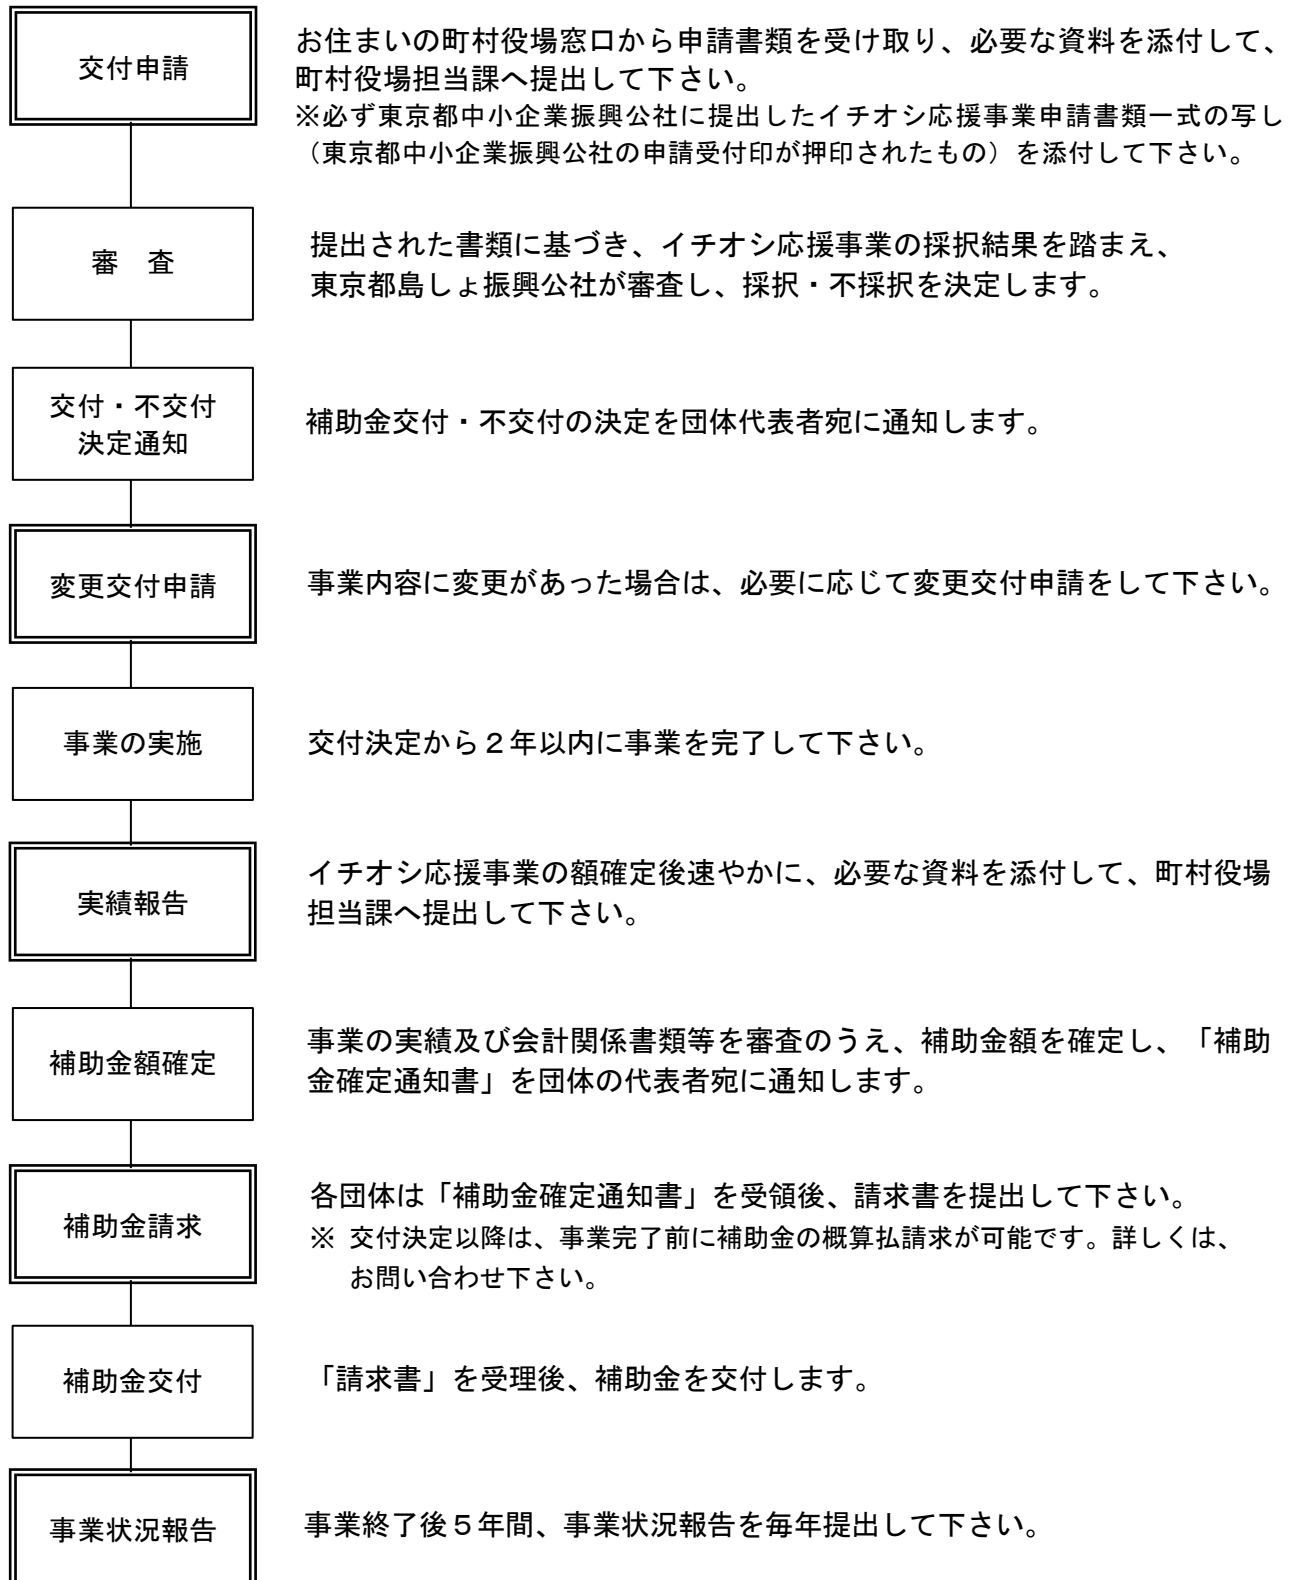 交付申請
お住まいの町村役場窓口から申請書類を受け取り、必要な資料を添付して、
町村役場担当課へ提出して下さい。
※必ず東京都中小企業振興公社に提出したイチオシ応援事業申請書類一式の写し
（東京都中小企業振興公社の申請受付印が押印されたもの）を添付して下さい。
審　査
提出された書類に基づき、イチオシ応援事業の採択結果を踏まえ、
東京都島しょ振興公社が審査し、採択・不採択を決定します。
交付・不交付
決定通知
補助金交付・不交付の決定を団体代表者宛に通知します。
変更交付申請
事業内容に変更があった場合は、必要に応じて変更交付申請をして下さい。
事業の実施
交付決定から２年以内に事業を完了して下さい。
実績報告
イチオシ応援事業の額確定後速やかに、必要な資料を添付して、町村役場
担当課へ提出して下さい。
補助金額確定
事業の実績及び会計関係書類等を審査のうえ、補助金額を確定し、「補助
金確定通知書」を団体の代表者宛に通知します。
補助金請求
各団体は「補助金確定通知書」を受領後、請求書を提出して下さい。
※ 交付決定以降は、事業完了前に補助金の概算払請求が可能です。詳しくは、
お問い合わせ下さい。
補助金交付
「請求書」を受理後、補助金を交付します。
事業状況報告
事業終了後５年間、事業状況報告を毎年提出して下さい。